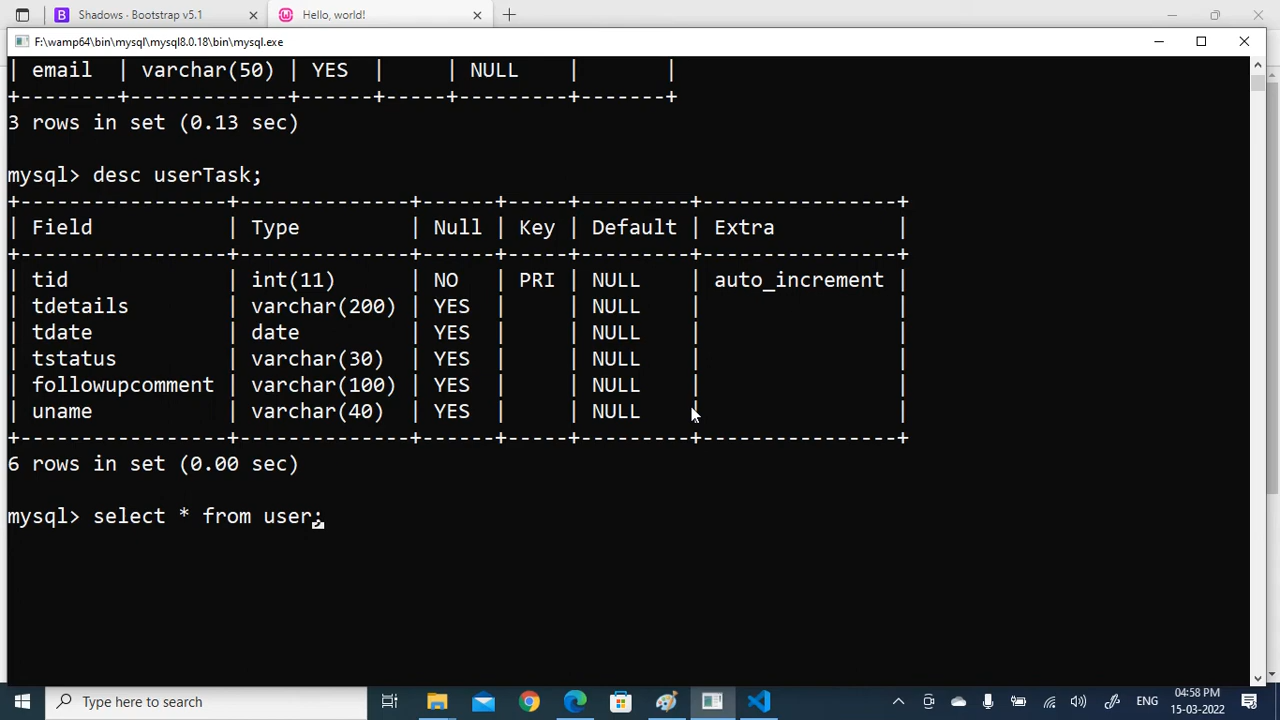 Shadows · Bootstrap v5.1
Hello, world!
F:\wamp64\bin\mysql\mysql8.0.18\bin\mysql.exe
| email  | varchar(50) | YES  |     | NULL    |       |
+--------+-------------+------+-----+---------+-------+
3 rows in set (0.13 sec)
mysql> desc userTask;
+-----------------+--------------+------+-----+---------+----------------+
| Field           | Type         | Null | Key | Default | Extra          |
+-----------------+--------------+------+-----+---------+----------------+
| tid             | int(11)      | NO   | PRI | NULL    | auto_increment |
| tdetails        | varchar(200) | YES  |     | NULL    |                |
| tdate           | date         | YES  |     | NULL    |                |
| tstatus         | varchar(30)  | YES  |     | NULL    |                |
| followupcomment | varchar(100) | YES  |     | NULL    |                |
| uname           | varchar(40)  | YES  |     | NULL    |                |
+-----------------+--------------+------+-----+---------+----------------+
6 rows in set (0.00 sec)
mysql> select * from user;
Type here to search
ENG
04:58 PM
15-03-2022